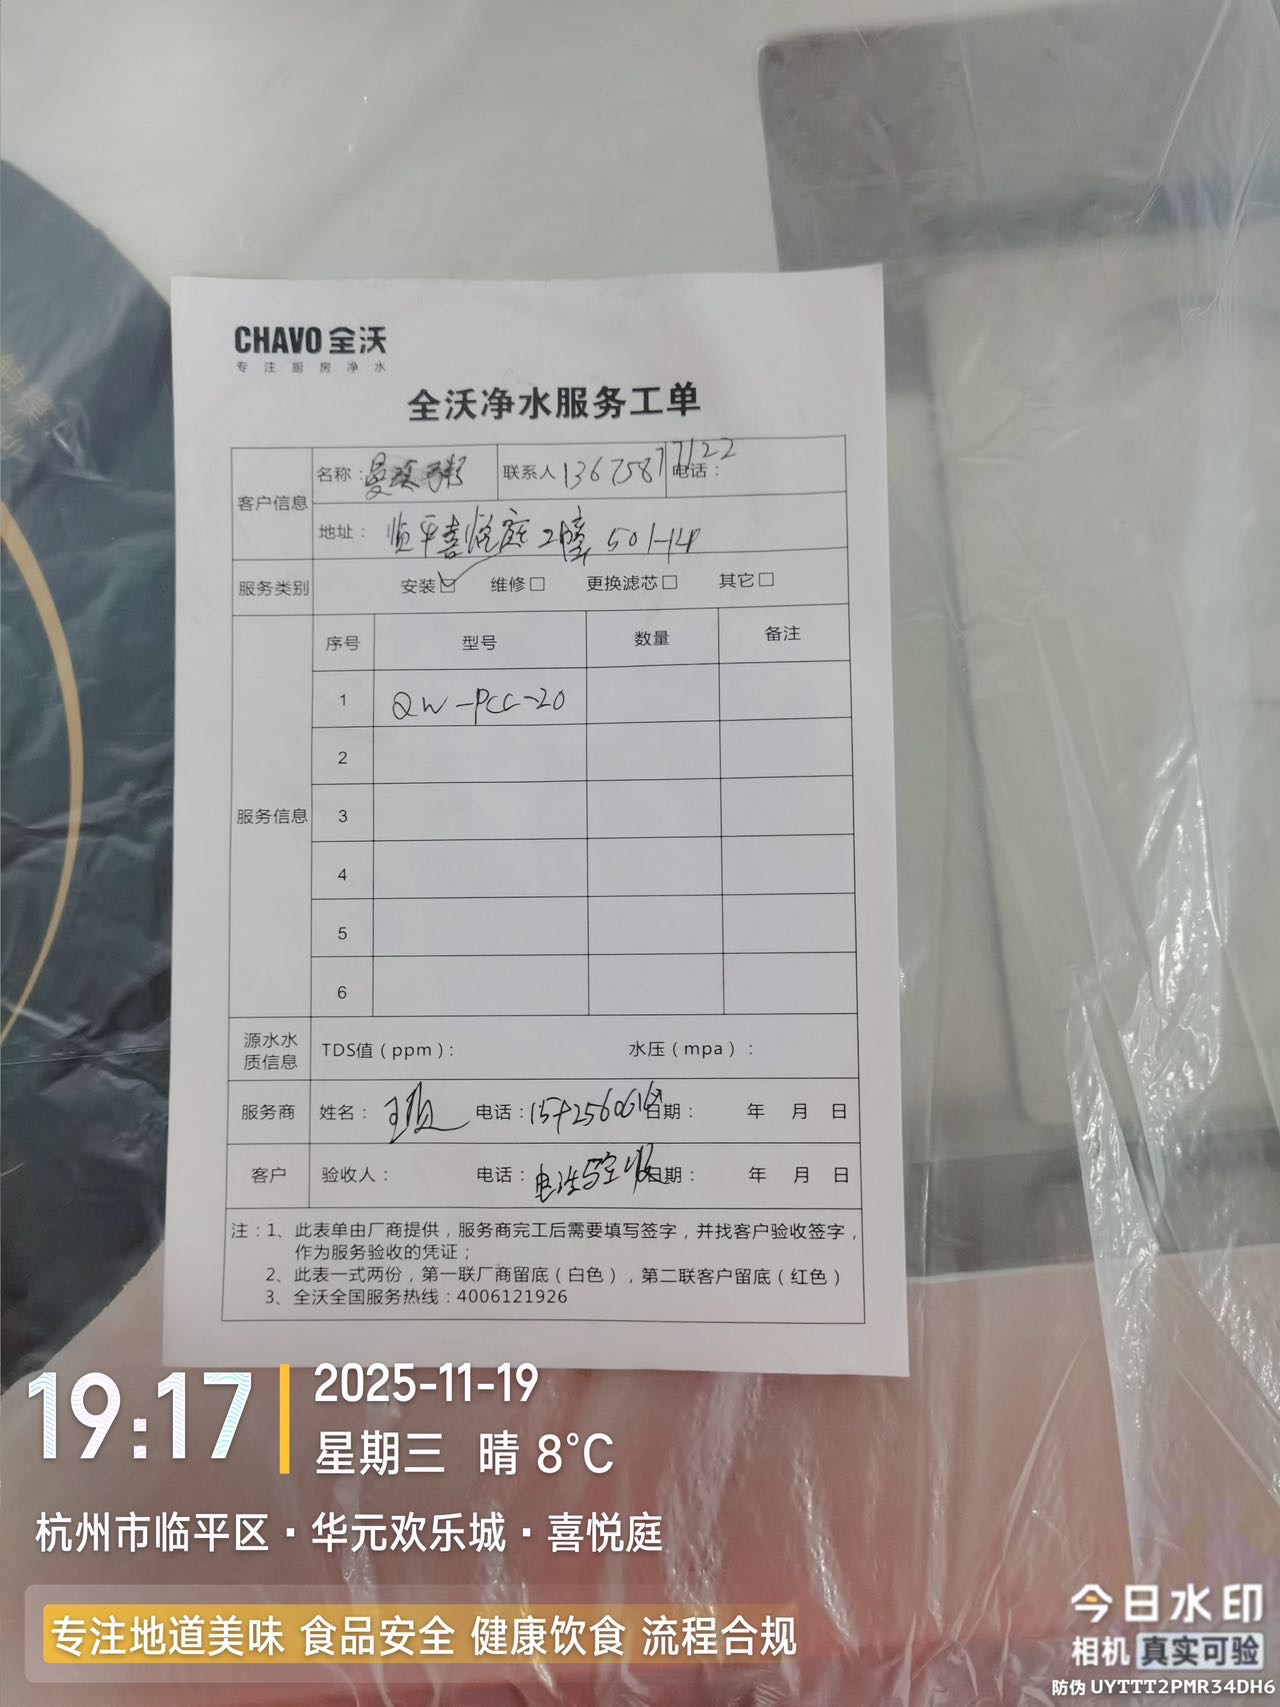 CHAVO 全沃
专注厨房净水
全沃净水服务工单
客户信息
名称：
联系人 13675877122 电话：
地址： 临平喜悦庭2幢 501-14
服务类别 安装☑ 维修□ 更换滤芯□ 其它□
服务信息
序号 型号 数量 备注
1 QW-PCC-20
2
3
4
5
6
源水水质信息 TDS值（ppm）： 水压（mpa）：
服务商 姓名： 王顶 电话： 日期： 年 月 日
客户 验收人： 电话： 电话验收 日期： 年 月 日
注：1、此表单由厂商提供，服务商完工后需要填写签字，并找客户验收签字，
作为服务验收的凭证；
2、此表一式两份，第一联厂商留底（白色），第二联客户留底（红色）
3、全沃全国服务热线：4006121926
19:17
2025-11-19
星期三 晴 8°C
杭州市临平区·华元欢乐城·喜悦庭
专注地道美味 食品安全 健康饮食 流程合规
今日水印
相机 真实可验
防伪 UYTTT2PMR34DH6